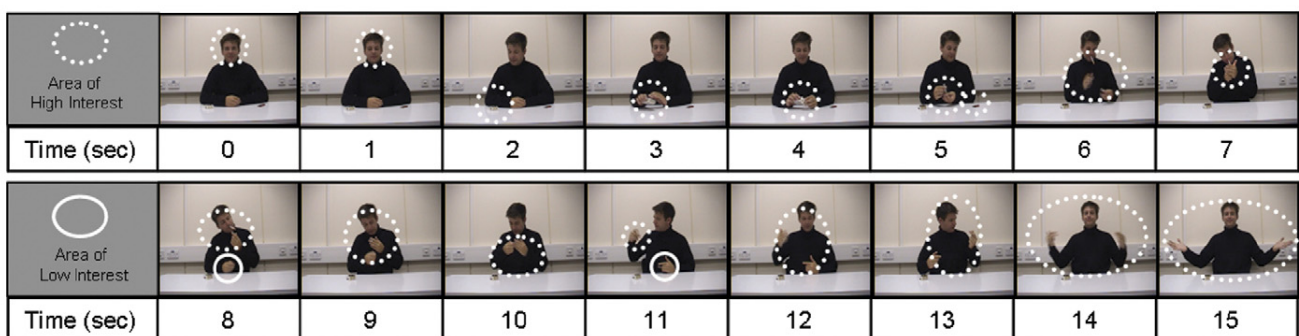 Area of
High Interest
Time (sec) 0 1 2 3 4 5 6 7
Area of
Low Interest
Time (sec) 8 9 10 11 12 13 14 15